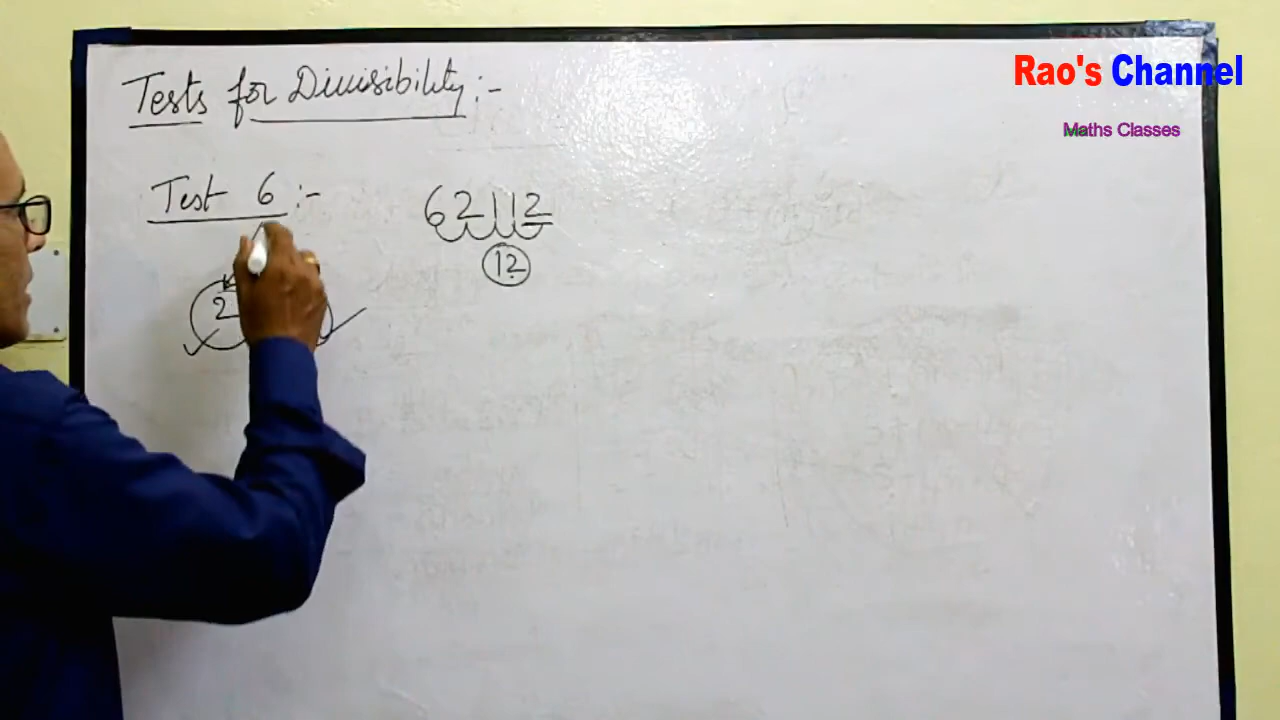 Tests for Divisibility :-
Rao's Channel
Maths Classes
Test 6 :-
62112
12
2